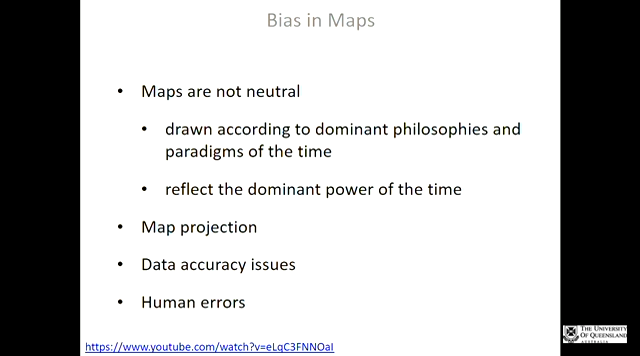 Bias in Maps
• Maps are not neutral
• drawn according to dominant philosophies and
paradigms of the time
• reflect the dominant power of the time
• Map projection
• Data accuracy issues
• Human errors
https://www.youtube.com/watch?v=eLqC3FNNOaI
THE UNIVERSITY
OF QUEENSLAND
AUSTRALIA